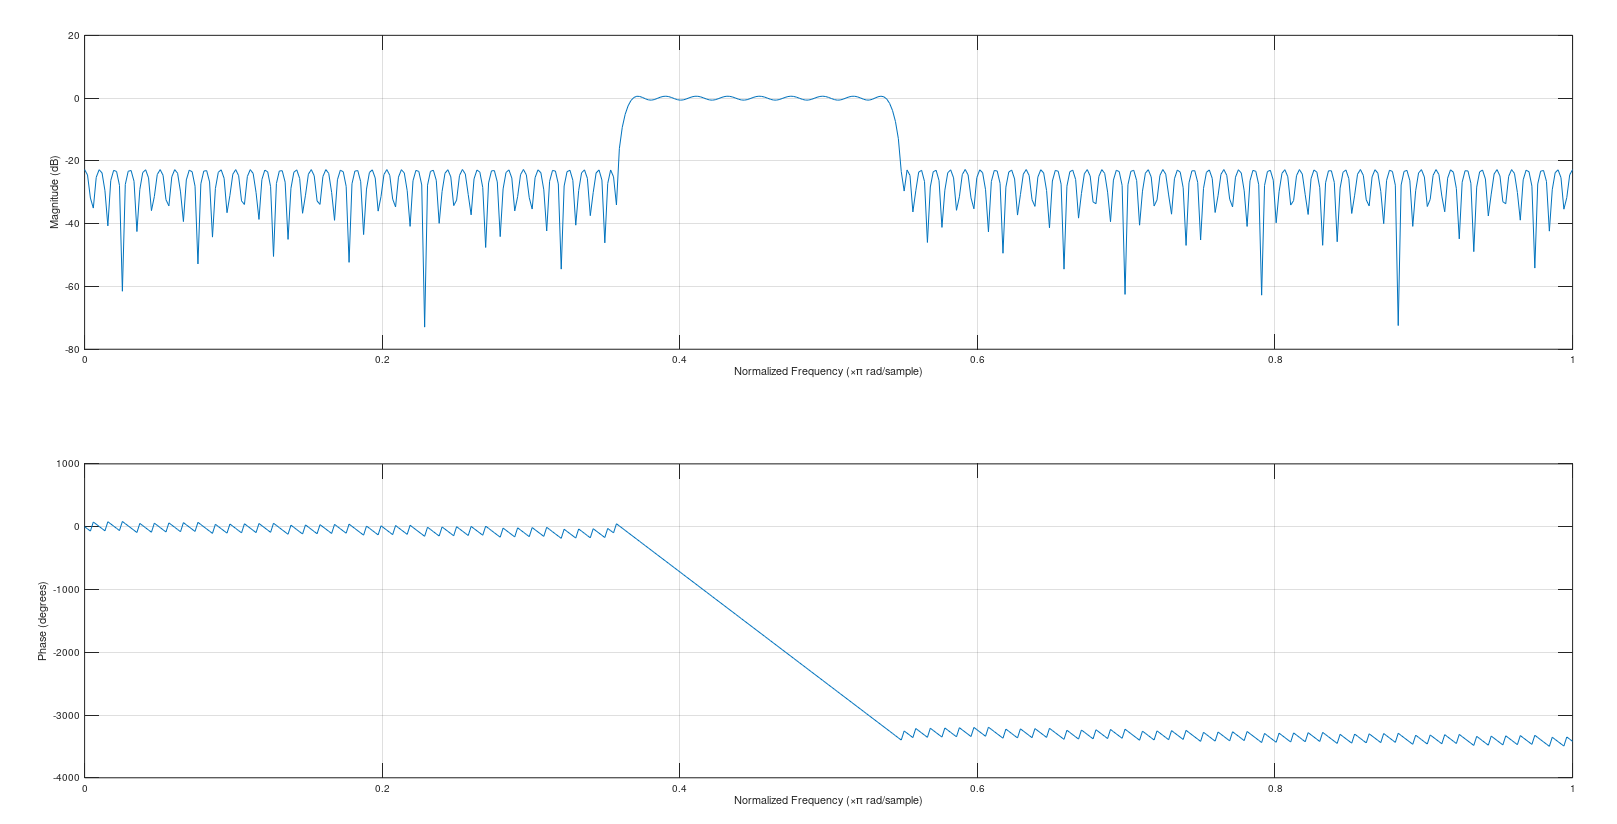 20
0
-20
-40
-60
-80
Magnitude (dB)
0 0.2 0.4 0.6 0.8 1
Normalized Frequency (×π rad/sample)
1000
0
-1000
-2000
-3000
-4000
Phase (degrees)
0 0.2 0.4 0.6 0.8 1
Normalized Frequency (×π rad/sample)